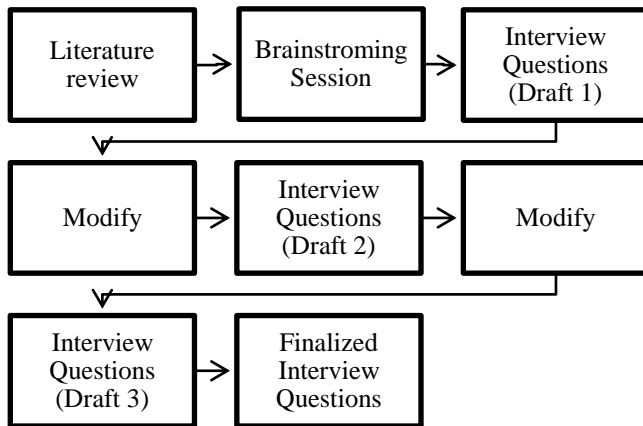 Literature
review
Brainstroming
Session
Interview
Questions
(Draft 1)
Modify
Interview
Questions
(Draft 2)
Modify
Interview
Questions
(Draft 3)
Finalized
Interview
Questions